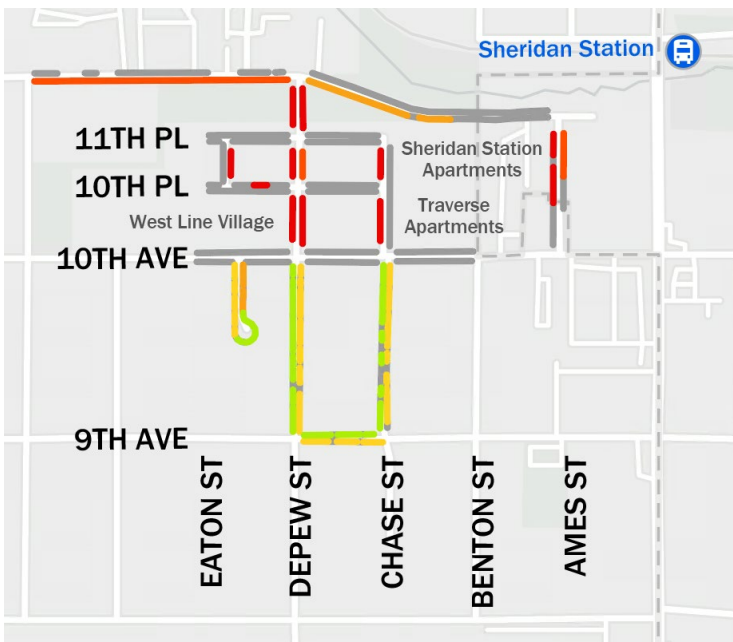 Sheridan Station
11TH PL
Sheridan Station
Apartments
10TH PL
Traverse
Apartments
West Line Village
10TH AVE
9TH AVE
EATON ST
DEPEW ST
CHASE ST
BENTON ST
AMES ST